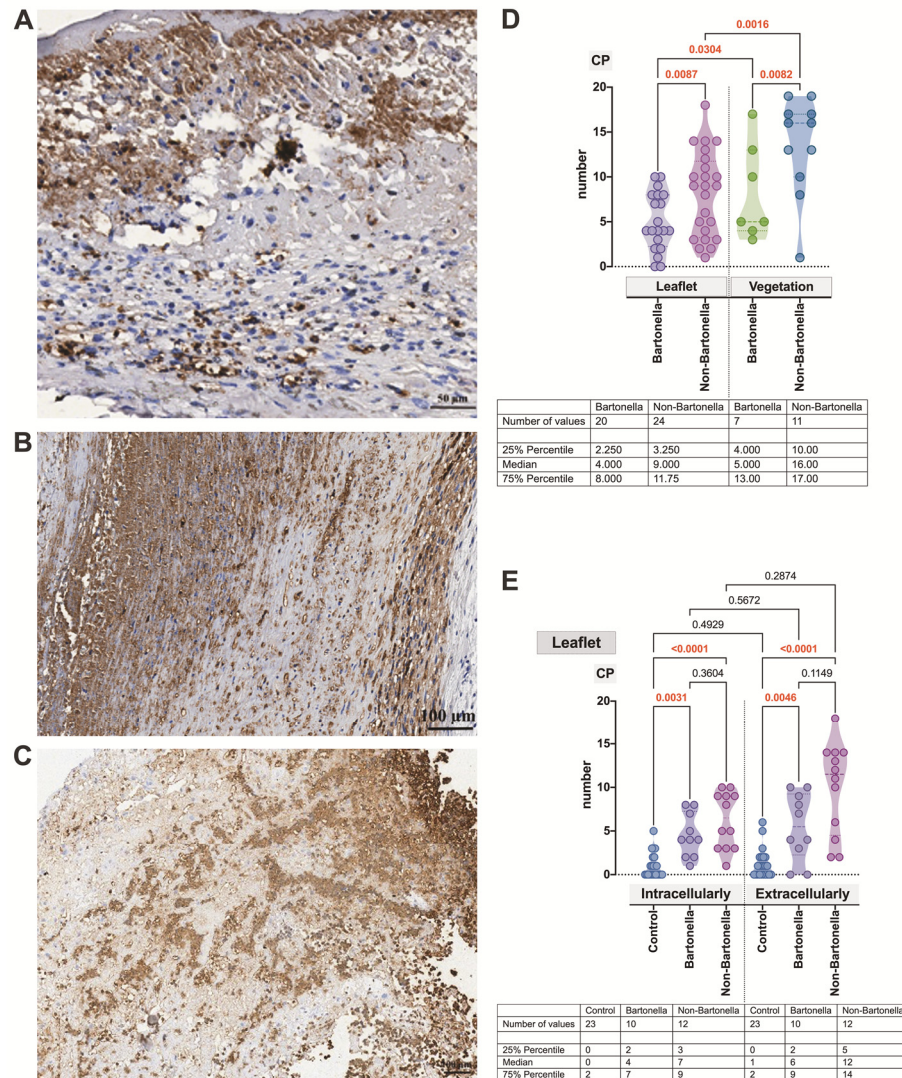 A
50 µm
B
100 µm
C
D
0.0016
0.0304
CP
0.0087
0.0082
20
15
10
5
0
number
Leaflet
Vegetation
Bartonella
Non-Bartonella
Bartonella
Non-Bartonella
Bartonella Non-Bartonella Bartonella Non-Bartonella
Number of values 20 24 7 11
25% Percentile 2.250 3.250 4.000 10.00
Median 4.000 9.000 5.000 16.00
75% Percentile 8.000 11.75 13.00 17.00
E
0.2874
0.5672
0.4929
Leaflet
<0.0001
<0.0001
CP
0.3604
0.1149
0.0031
0.0046
20
15
10
5
0
number
Intracellularly
Extracellularly
Control
Bartonella
Non-Bartonella
Control
Bartonella
Non-Bartonella
Control Bartonella Non-Bartonella Control Bartonella Non-Bartonella
Number of values 23 10 12 23 10 12
25% Percentile 0 2 3 0 2 5
Median 0 4 7 1 6 12
75% Percentile 2 7 9 2 9 14